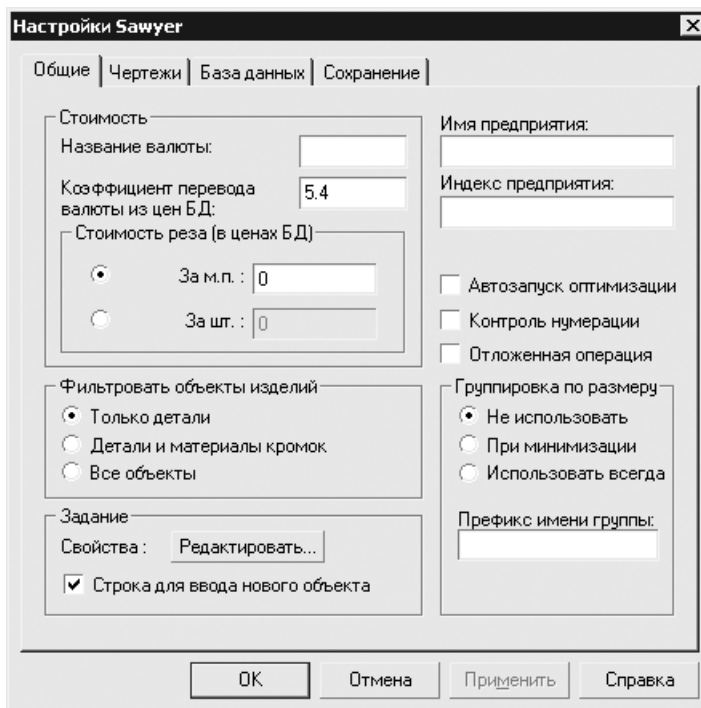 Настройки Sawyer
Общие
Чертежи
База данных
Сохранение
Стоимость
Название валюты:
Коэффициент перевода
валюты из цен БД:
5.4
Стоимость реза (в ценах БД)
За м.п. :
0
За шт. :
0
Имя предприятия:
Индекс предприятия:
Автозапуск оптимизации
Контроль нумерации
Отложенная операция
Фильтровать объекты изделий
Только детали
Детали и материалы кромок
Все объекты
Группировка по размеру
Не использовать
При минимизации
Использовать всегда
Префикс имени группы:
Задание
Свойства :
Редактировать...
Строка для ввода нового объекта
OK
Отмена
Применить
Справка